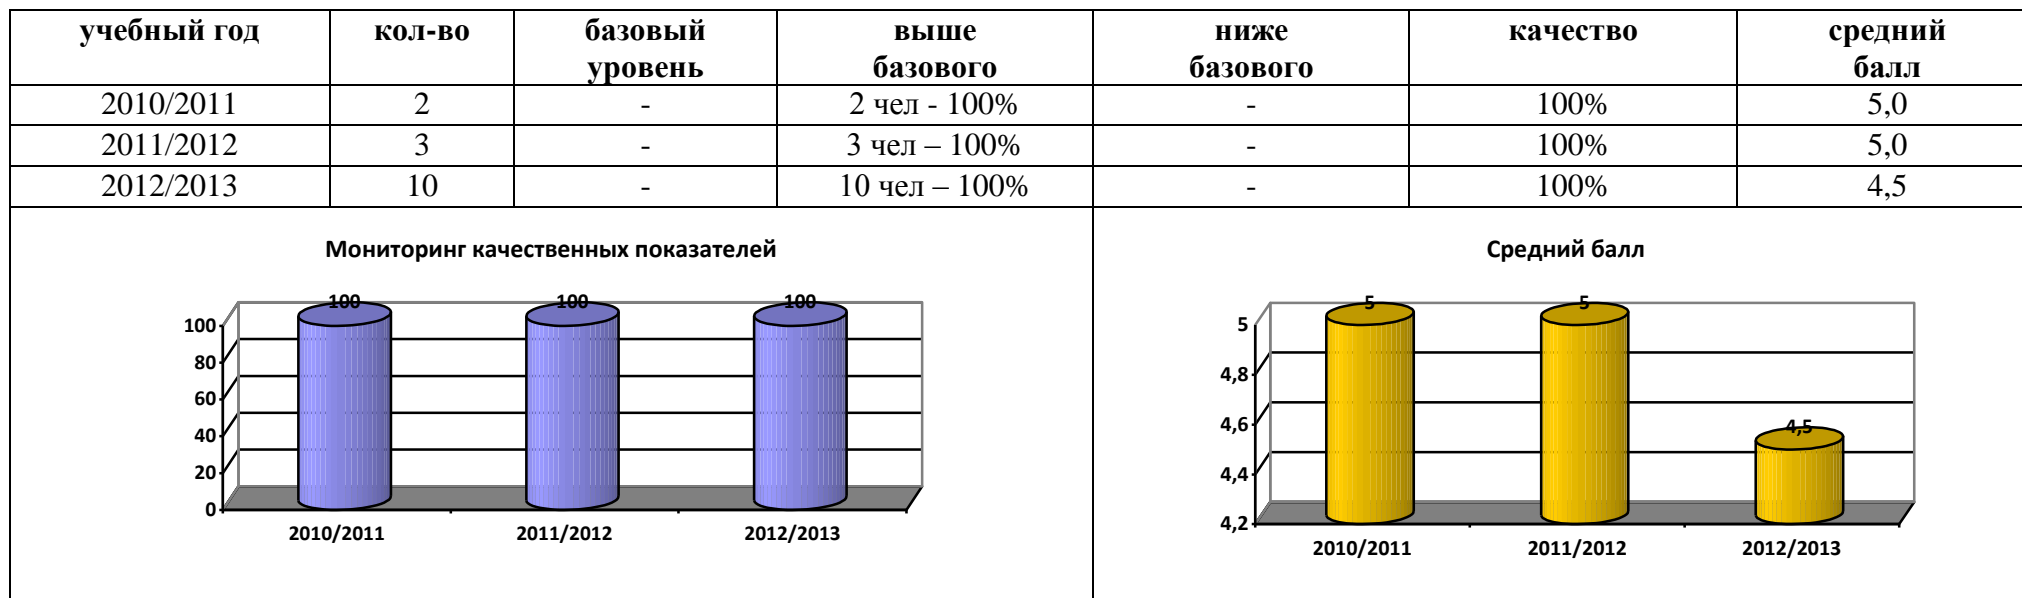 учебный год кол-во базовый уровень выше базового ниже базового качество средний балл
2010/2011 2 - 2 чел - 100% - 100% 5,0
2011/2012 3 - 3 чел – 100% - 100% 5,0
2012/2013 10 - 10 чел – 100% - 100% 4,5
Мониторинг качественных показателей
100 100 100
100
80
60
40
20
0
2010/2011 2011/2012 2012/2013
Средний балл
5 5 4,5
5
4,8
4,6
4,4
4,2
2010/2011 2011/2012 2012/2013